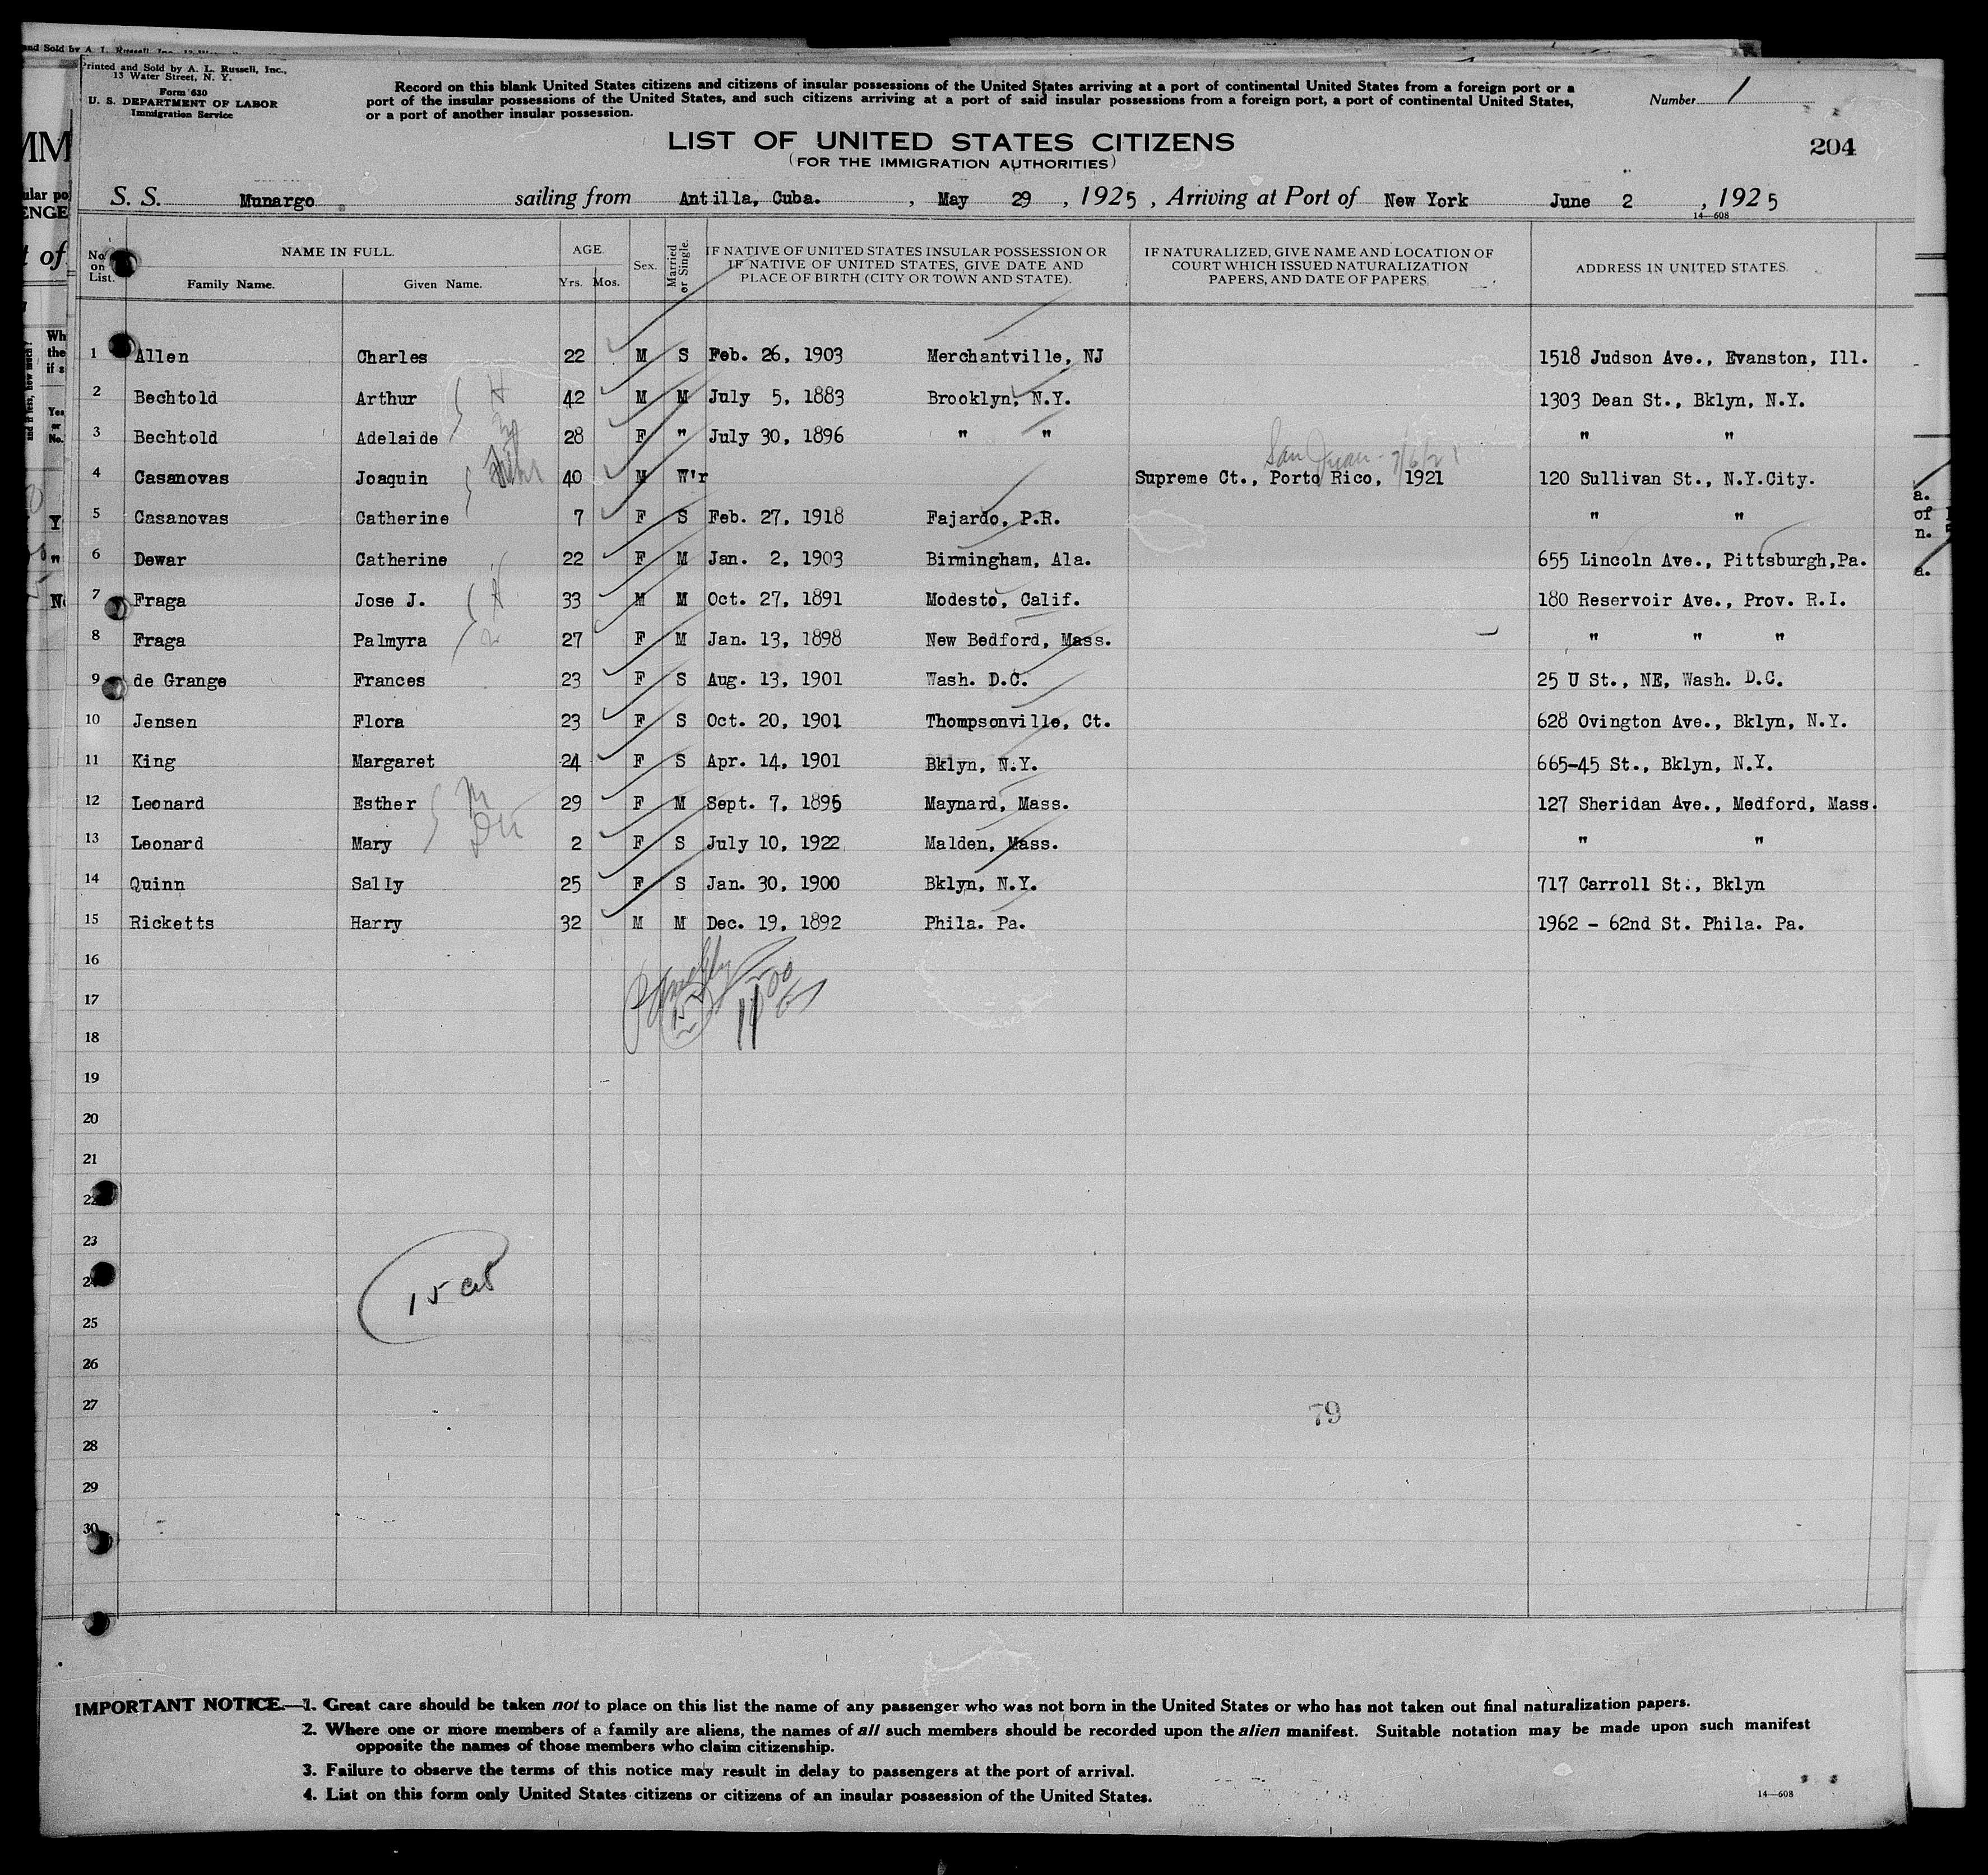 and Sold by A. L. Russell, Inc.,
Printed and Sold by A. L. Russell, Inc.,
13 Water Street, N. Y.
Form 630
U. S. DEPARTMENT OF LABOR
Immigration Service
Record on this blank United States citizens and citizens of insular possessions of the United States arriving at a port of continental United States from a foreign port or a
port of the insular possessions of the United States, and such citizens arriving at a port of said insular possessions from a foreign port, a port of continental United States,
or a port of another insular possession.
Number 1
LIST OF UNITED STATES CITIZENS
(FOR THE IMMIGRATION AUTHORITIES)
204
S. S. Munargo sailing from Antilla, Cuba. , May 29 , 1925 , Arriving at Port of New York June 2 , 1925
14—608
No. on List. NAME IN FULL. AGE. Sex. Married or Single. IF NATIVE OF UNITED STATES INSULAR POSSESSION OR IF NATIVE OF UNITED STATES, GIVE DATE AND PLACE OF BIRTH (CITY OR TOWN AND STATE). IF NATURALIZED, GIVE NAME AND LOCATION OF COURT WHICH ISSUED NATURALIZATION PAPERS, AND DATE OF PAPERS. ADDRESS IN UNITED STATES.
Family Name. Given Name. Yrs. Mos.
1 Allen Charles 22 M S Feb. 26, 1903 Merchantville, NJ 1518 Judson Ave., Evanston, Ill.
2 Bechtold Arthur 42 M M July 5, 1883 Brooklyn, N.Y. 1303 Dean St., Bklyn, N.Y.
3 Bechtold Adelaide 28 F " July 30, 1896 " " " "
San Juan - 7/6/21
4 Casanovas Joaquin 40 M W'r Supreme Ct., Porto Rico, 1921 120 Sullivan St., N.Y.City.
5 Casanovas Catherine 7 F S Feb. 27, 1918 Fajardo, P.R. " "
6 Dewar Catherine 22 F M Jan. 2, 1903 Birmingham, Ala. 655 Lincoln Ave., Pittsburgh,Pa.
7 Fraga Jose J. 33 M M Oct. 27, 1891 Modesto, Calif. 180 Reservoir Ave., Prov. R.I.
8 Fraga Palmyra 27 F M Jan. 13, 1898 New Bedford, Mass. " " "
9 de Grange Frances 23 F S Aug. 13, 1901 Wash. D.C. 25 U St., NE, Wash. D.C.
10 Jensen Flora 23 F S Oct. 20, 1901 Thompsonville, Ct. 628 Ovington Ave., Bklyn, N.Y.
11 King Margaret 24 F S Apr. 14, 1901 Bklyn, N.Y. 665-45 St., Bklyn, N.Y.
12 Leonard Esther 29 F M Sept. 7, 1895 Maynard, Mass. 127 Sheridan Ave., Medford, Mass.
13 Leonard Mary 2 F S July 10, 1922 Malden, Mass. " "
14 Quinn Sally 25 F S Jan. 30, 1900 Bklyn, N.Y. 717 Carroll St., Bklyn
15 Ricketts Harry 32 M M Dec. 19, 1892 Phila. Pa. 1962 - 62nd St. Phila. Pa.
16
17
18
19
20
21
22
23
24
15
25
26
27
79
28
29
30
IMPORTANT NOTICE.—1. Great care should be taken not to place on this list the name of any passenger who was not born in the United States or who has not taken out final naturalization papers.
2. Where one or more members of a family are aliens, the names of all such members should be recorded upon the alien manifest. Suitable notation may be made upon such manifest
opposite the names of those members who claim citizenship.
3. Failure to observe the terms of this notice may result in delay to passengers at the port of arrival.
4. List on this form only United States citizens or citizens of an insular possession of the United States.
14—608